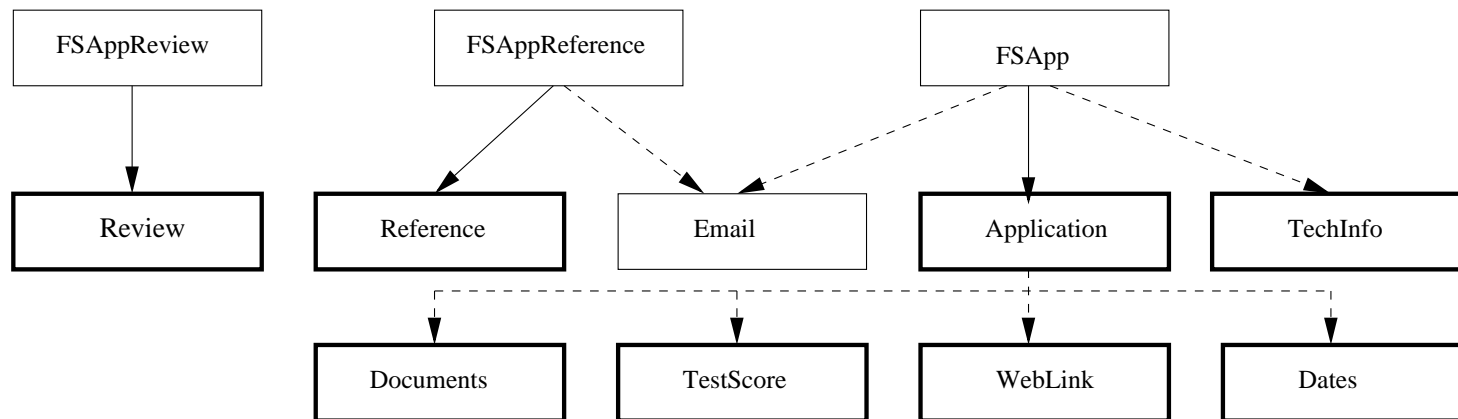 FSAppReview
FSAppReference
FSApp
Review
Reference
Email
Application
TechInfo
Documents
TestScore
WebLink
Dates